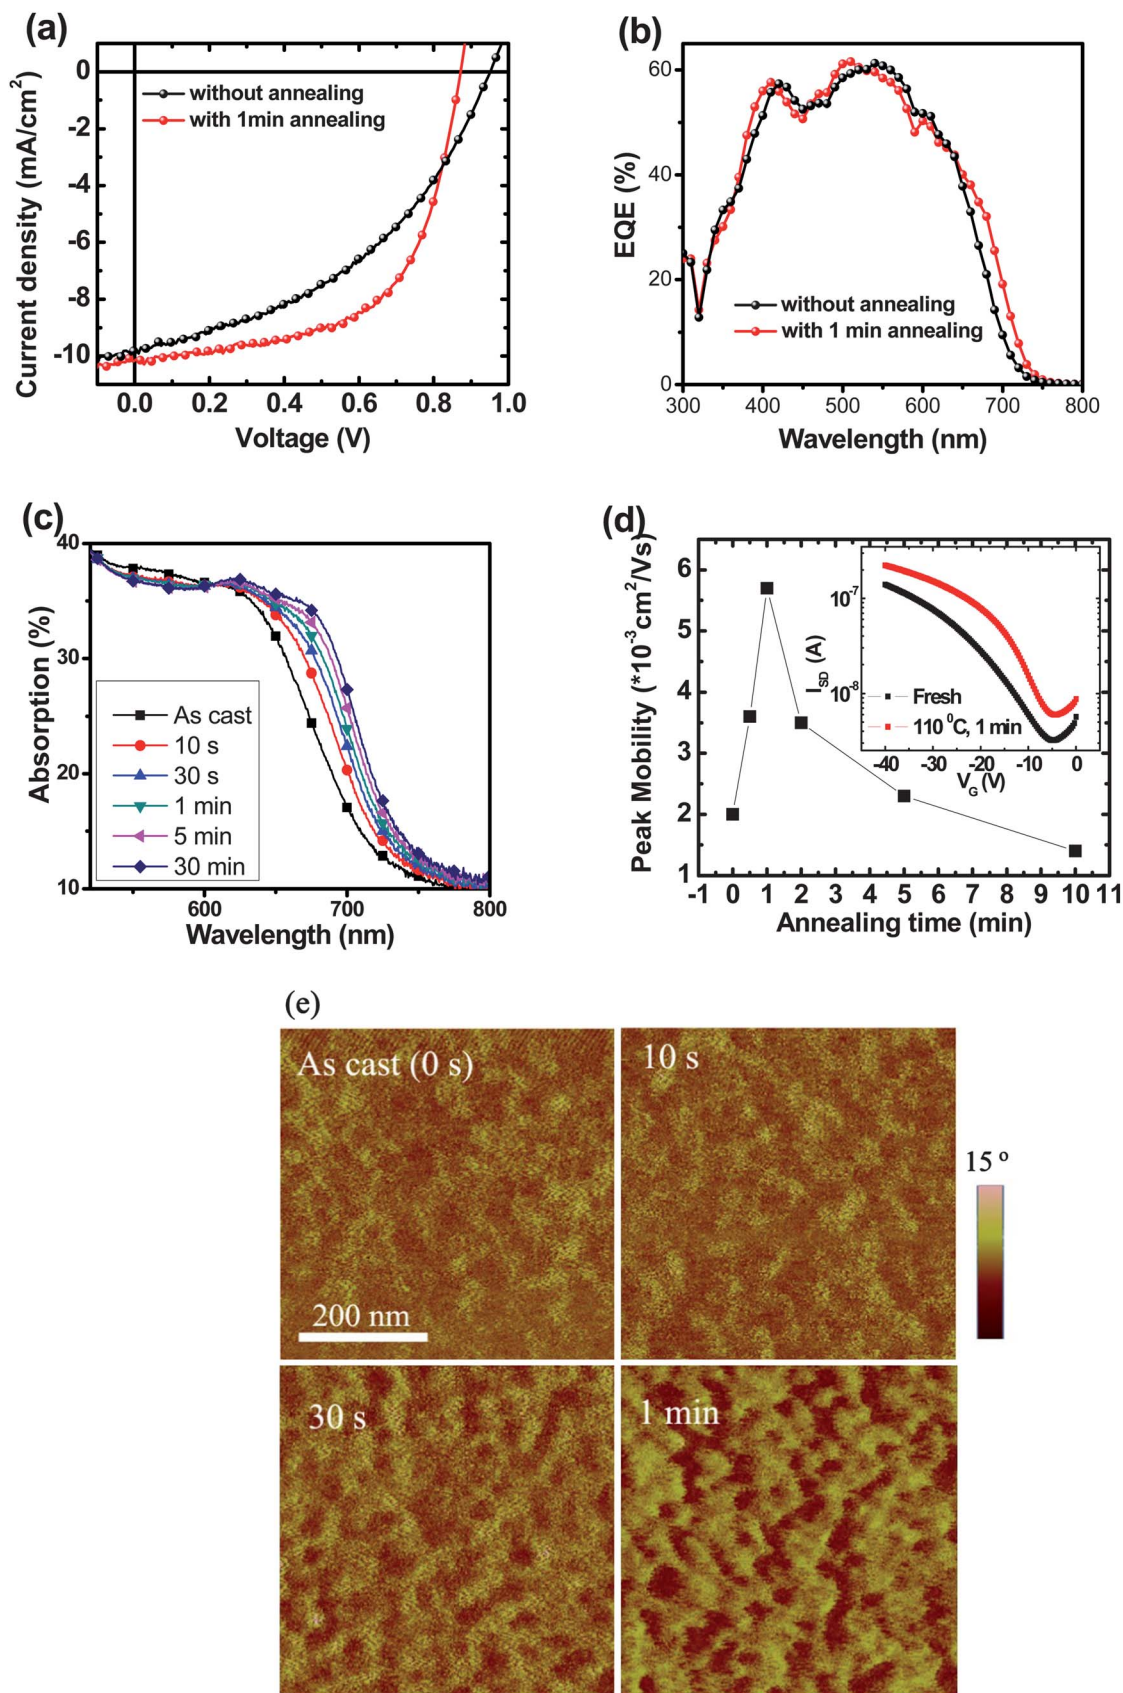 (a)
0
-2
-4
-6
-8
-10
Current density (mA/cm²)
without annealing
with 1min annealing
0.0 0.2 0.4 0.6 0.8 1.0
Voltage (V)
(b)
60
40
20
0
EQE (%)
without annealing
with 1 min annealing
300 400 500 600 700 800
Wavelength (nm)
(c)
40
30
20
10
Absorption (%)
As cast
10 s
30 s
1 min
5 min
30 min
600 700 800
Wavelength (nm)
(d)
6
5
4
3
2
1
Peak Mobility (*10⁻³cm²/Vs)
-1 0 1 2 3 4 5 6 7 8 9 10 11
Annealing time (min)
10⁻⁷
10⁻⁸
I_SD (A)
Fresh
110 ⁰C, 1 min
-40 -30 -20 -10 0
V_G (V)
(e)
As cast (0 s)
200 nm
10 s
15 º
30 s
1 min